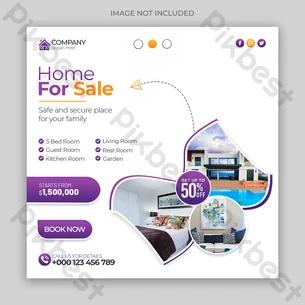 IMAGE NOT INCLUDED
COMPANY
Home
For Sale
Safe and secure place
for your family
5 Bed Room
Guest Room
Kitchen Room
Living Room
Rest Room
Garden
STARTS FROM
$1,500,000
GET UP TO
50%
OFF
BOOK NOW
CALL US FOR DETAILS
+000 123 456 789
Pikbest